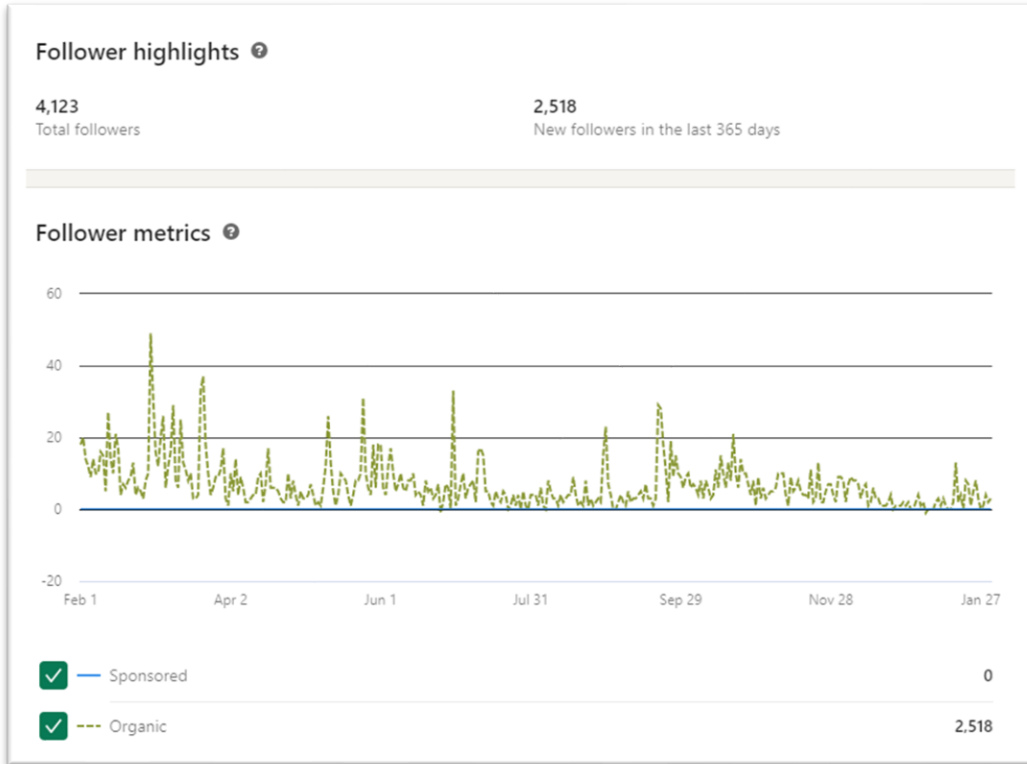 Follower highlights ?
4,123 2,518
Total followers New followers in the last 365 days
Follower metrics ?
60
40
20
0
-20
Feb 1 Apr 2 Jun 1 Jul 31 Sep 29 Nov 28 Jan 27
Sponsored 0
Organic 2,518